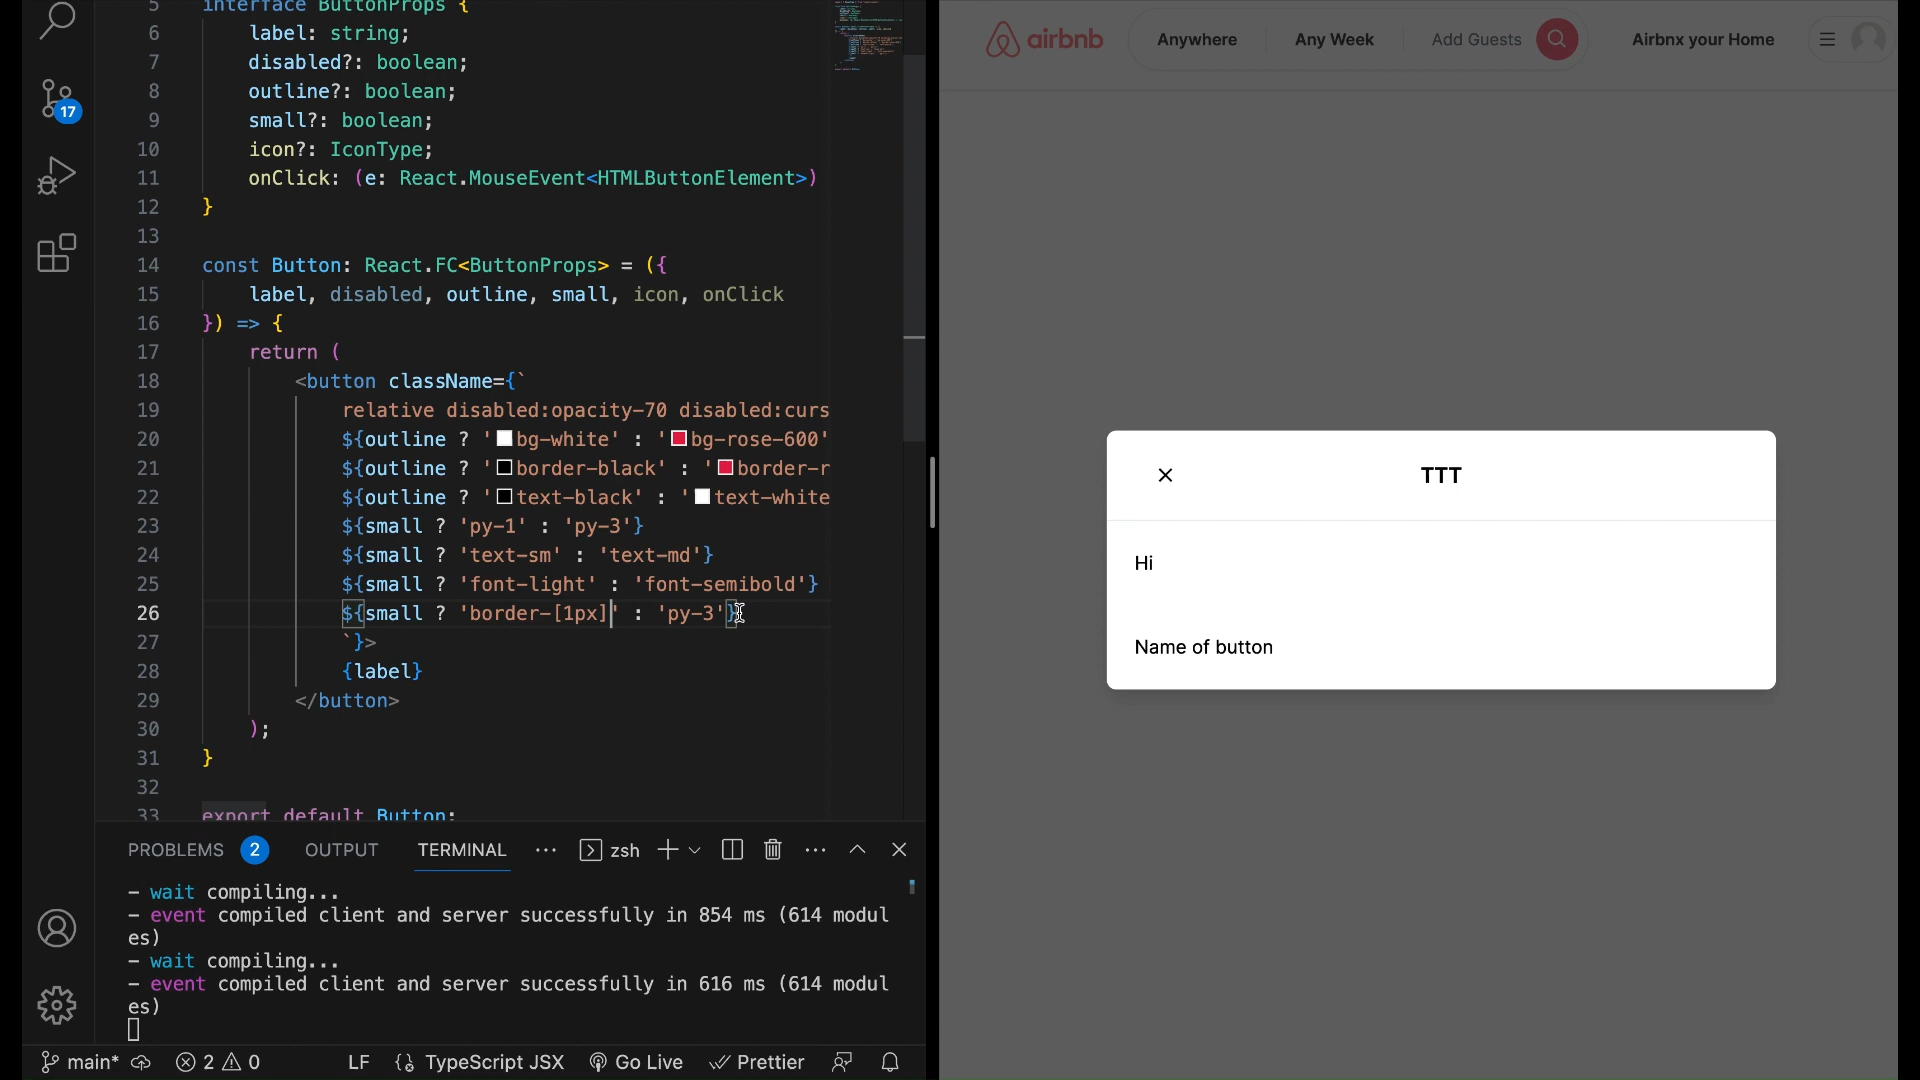 5 interface ButtonProps {
6 label: string;
7 disabled?: boolean;
8 outline?: boolean;
9 small?: boolean;
10 icon?: IconType;
11 onClick: (e: React.MouseEvent<HTMLButtonElement>)
12 }
13
14 const Button: React.FC<ButtonProps> = ({
15 label, disabled, outline, small, icon, onClick
16 }) => {
17 return (
18 <button className={`
19 relative disabled:opacity-70 disabled:curs
20 ${outline ? 'bg-white' : 'bg-rose-600'
21 ${outline ? 'border-black' : 'border-r
22 ${outline ? 'text-black' : 'text-white
23 ${small ? 'py-1' : 'py-3'}
24 ${small ? 'text-sm' : 'text-md'}
25 ${small ? 'font-light' : 'font-semibold'}
26 ${small ? 'border-[1px]' : 'py-3'}
27 `}>
28 {label}
29 </button>
30 );
31 }
32
33 export default Button;
17
PROBLEMS 2 OUTPUT TERMINAL ... zsh
- wait compiling...
- event compiled client and server successfully in 854 ms (614 modul
es)
- wait compiling...
- event compiled client and server successfully in 616 ms (614 modul
es)
main* 2 0 LF {} TypeScript JSX Go Live Prettier
airbnb Anywhere Any Week Add Guests Airbnx your Home
TTT
Hi
Name of button